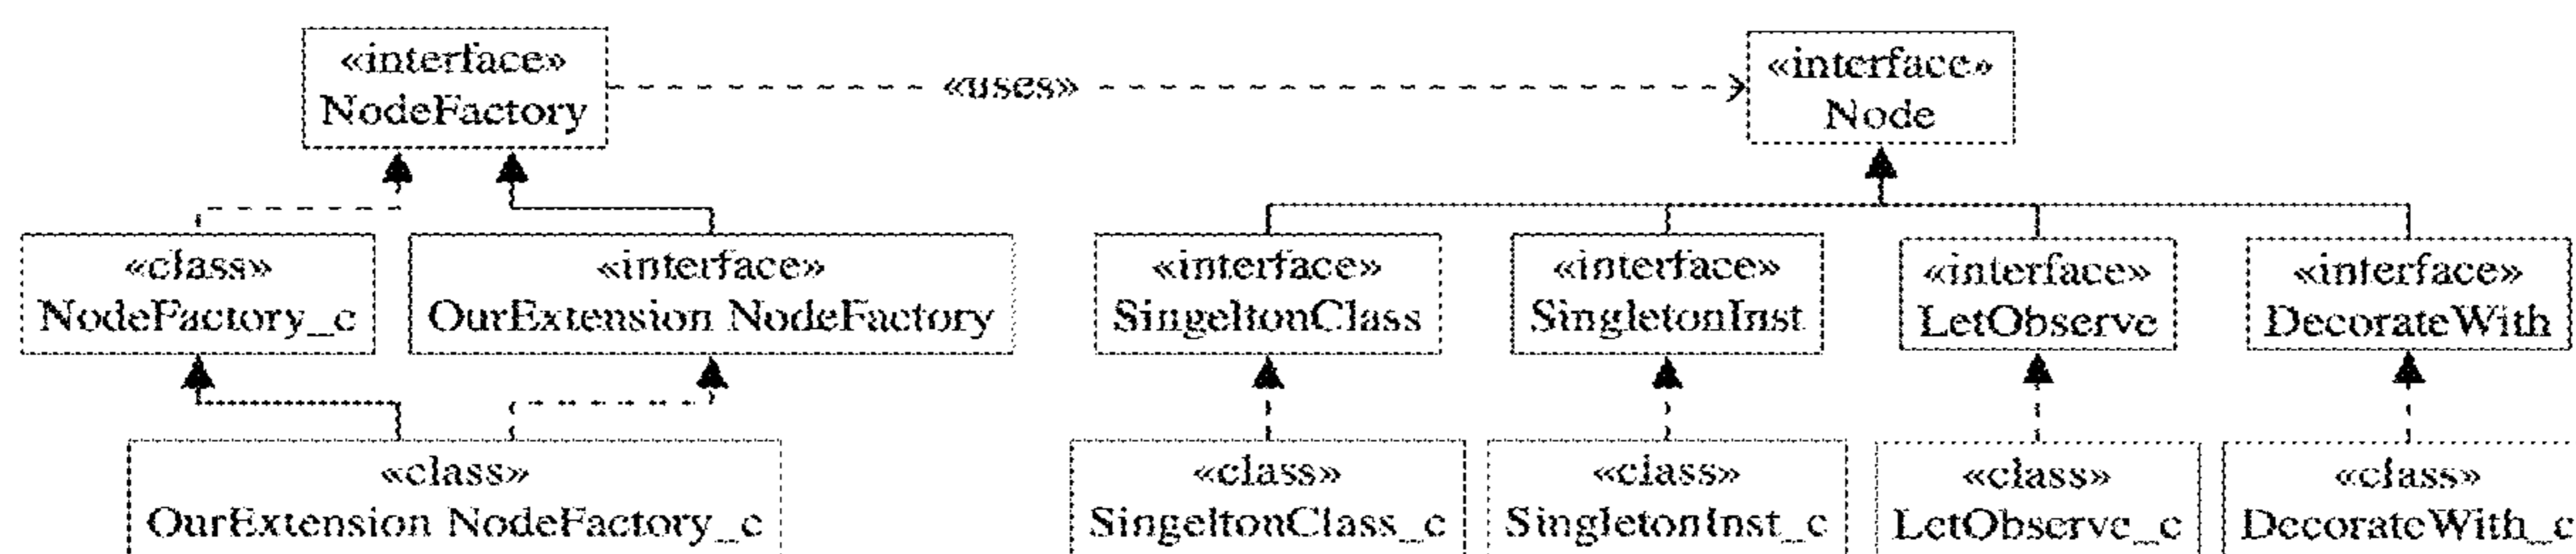 «interface»
NodeFactory
«uses»
«interface»
Node
«class»
NodeFactory_c
«interface»
OurExtension NodeFactory
«interface»
SingeltonClass
«interface»
SingletonInst
«interface»
LetObserve
«interface»
DecorateWith
«class»
OurExtension NodeFactory_c
«class»
SingeltonClass_c
«class»
SingletonInst_c
«class»
LetObserve_c
«class»
DecorateWith_c